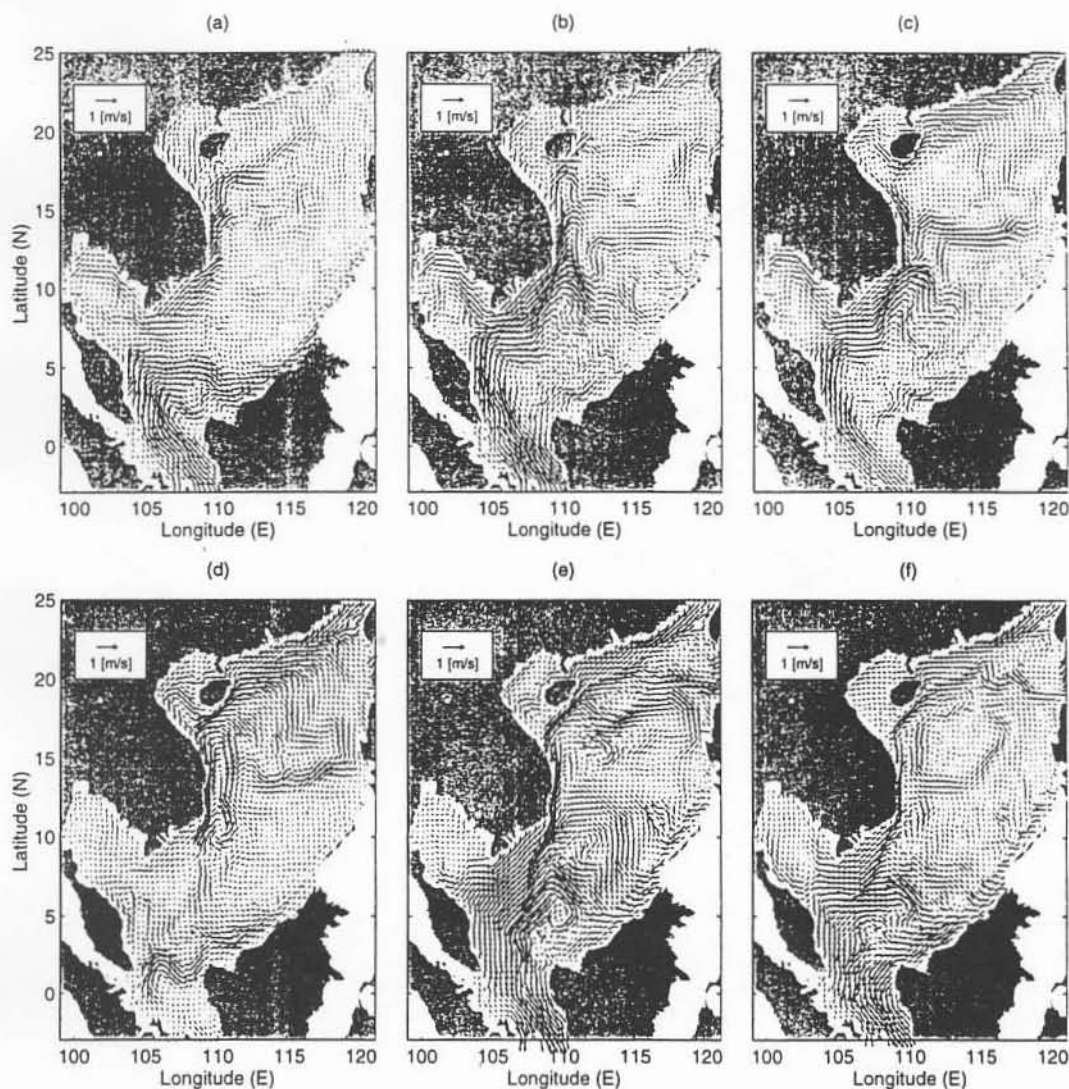 (a)
(b)
(c)
25
20
15
10
5
0
Latitude (N)
1 [m/s]
1 [m/s]
1 [m/s]
100 105 110 115 120
100 105 110 115 120
100 105 110 115 120
Longitude (E)
Longitude (E)
Longitude (E)
(d)
(e)
(f)
25
20
15
10
5
0
Latitude (N)
1 [m/s]
1 [m/s]
1 [m/s]
100 105 110 115 120
100 105 110 115 120
100 105 110 115 120
Longitude (E)
Longitude (E)
Longitude (E)